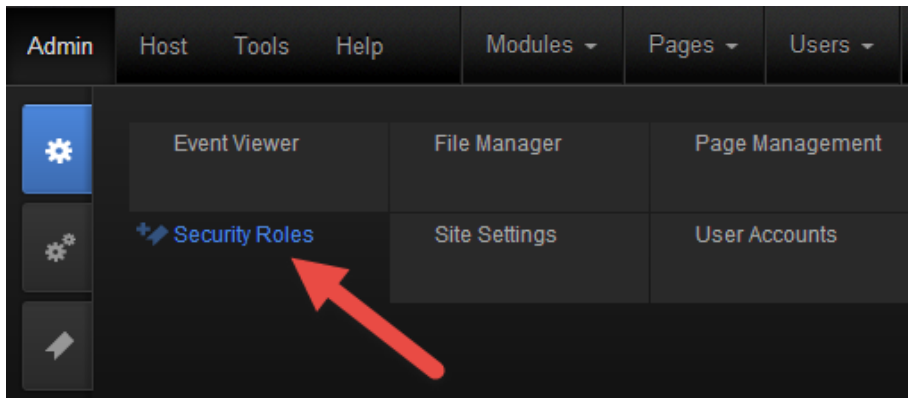 Admin Host Tools Help Modules Pages Users
Event Viewer File Manager Page Management
Security Roles Site Settings User Accounts